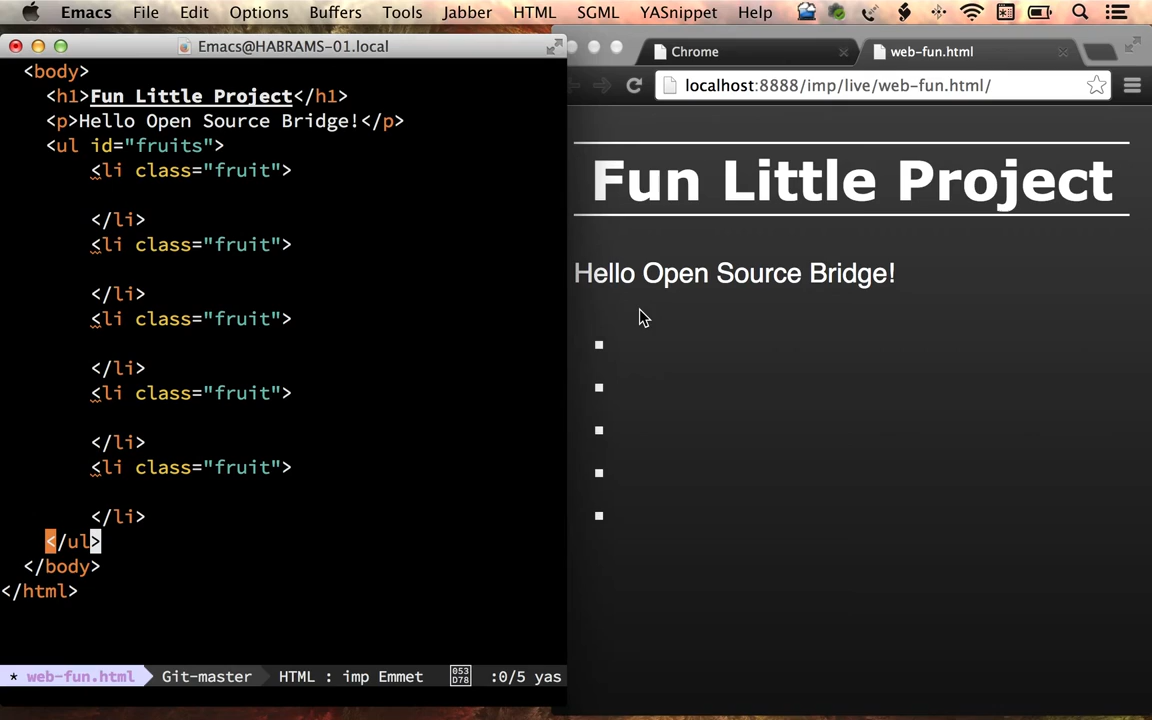 Emacs File Edit Options Buffers Tools Jabber HTML SGML YASnippet Help
Emacs@HABRAMS-01.local
Chrome
web-fun.html
localhost:8888/imp/live/web-fun.html/
<body>
<h1>Fun Little Project</h1>
<p>Hello Open Source Bridge!</p>
<ul id="fruits">
<li class="fruit">
</li>
<li class="fruit">
</li>
<li class="fruit">
</li>
<li class="fruit">
</li>
<li class="fruit">
</li>
</ul>
</body>
</html>
* web-fun.html Git-master HTML : imp Emmet 053 D78 :0/5 yas
Fun Little Project
Hello Open Source Bridge!